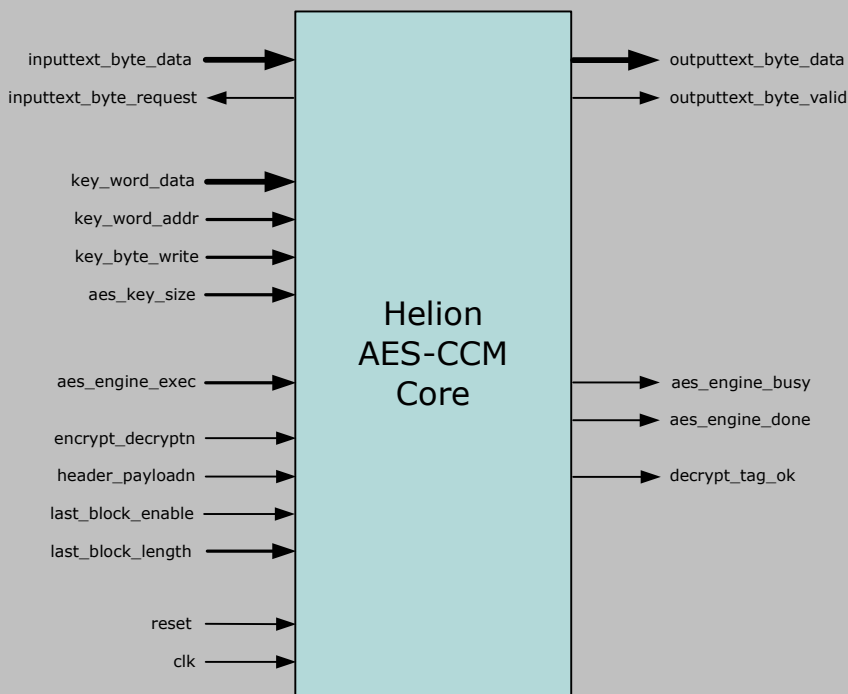 inputtext_byte_data
inputtext_byte_request
key_word_data
key_word_addr
key_byte_write
aes_key_size
aes_engine_exec
encrypt_decryptn
header_payloadn
last_block_enable
last_block_length
reset
clk
Helion
AES-CCM
Core
outputtext_byte_data
outputtext_byte_valid
aes_engine_busy
aes_engine_done
decrypt_tag_ok